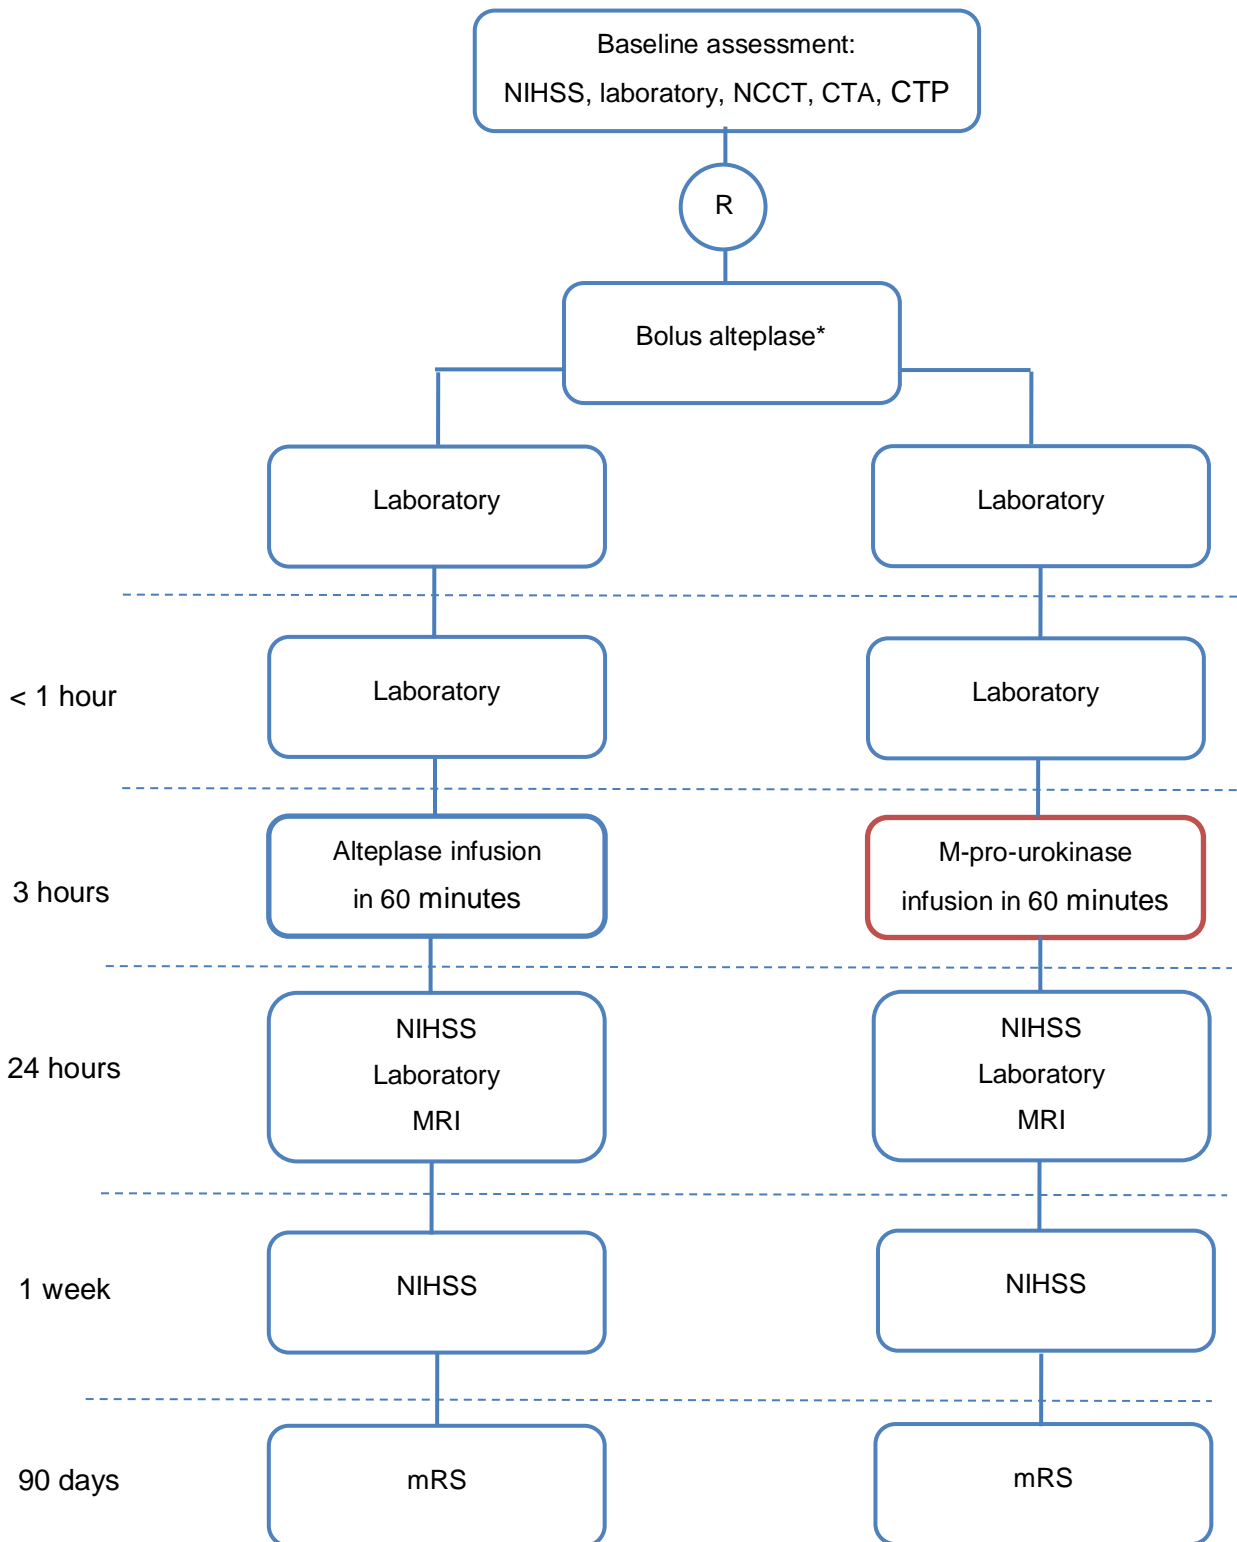 Baseline assessment:
NIHSS, laboratory, NCCT, CTA, CTP
R
Bolus alteplase*
Laboratory
Laboratory
< 1 hour
Laboratory
Laboratory
3 hours
Alteplase infusion
in 60 minutes
M-pro-urokinase
infusion in 60 minutes
24 hours
NIHSS
Laboratory
MRI
NIHSS
Laboratory
MRI
1 week
NIHSS
NIHSS
90 days
mRS
mRS